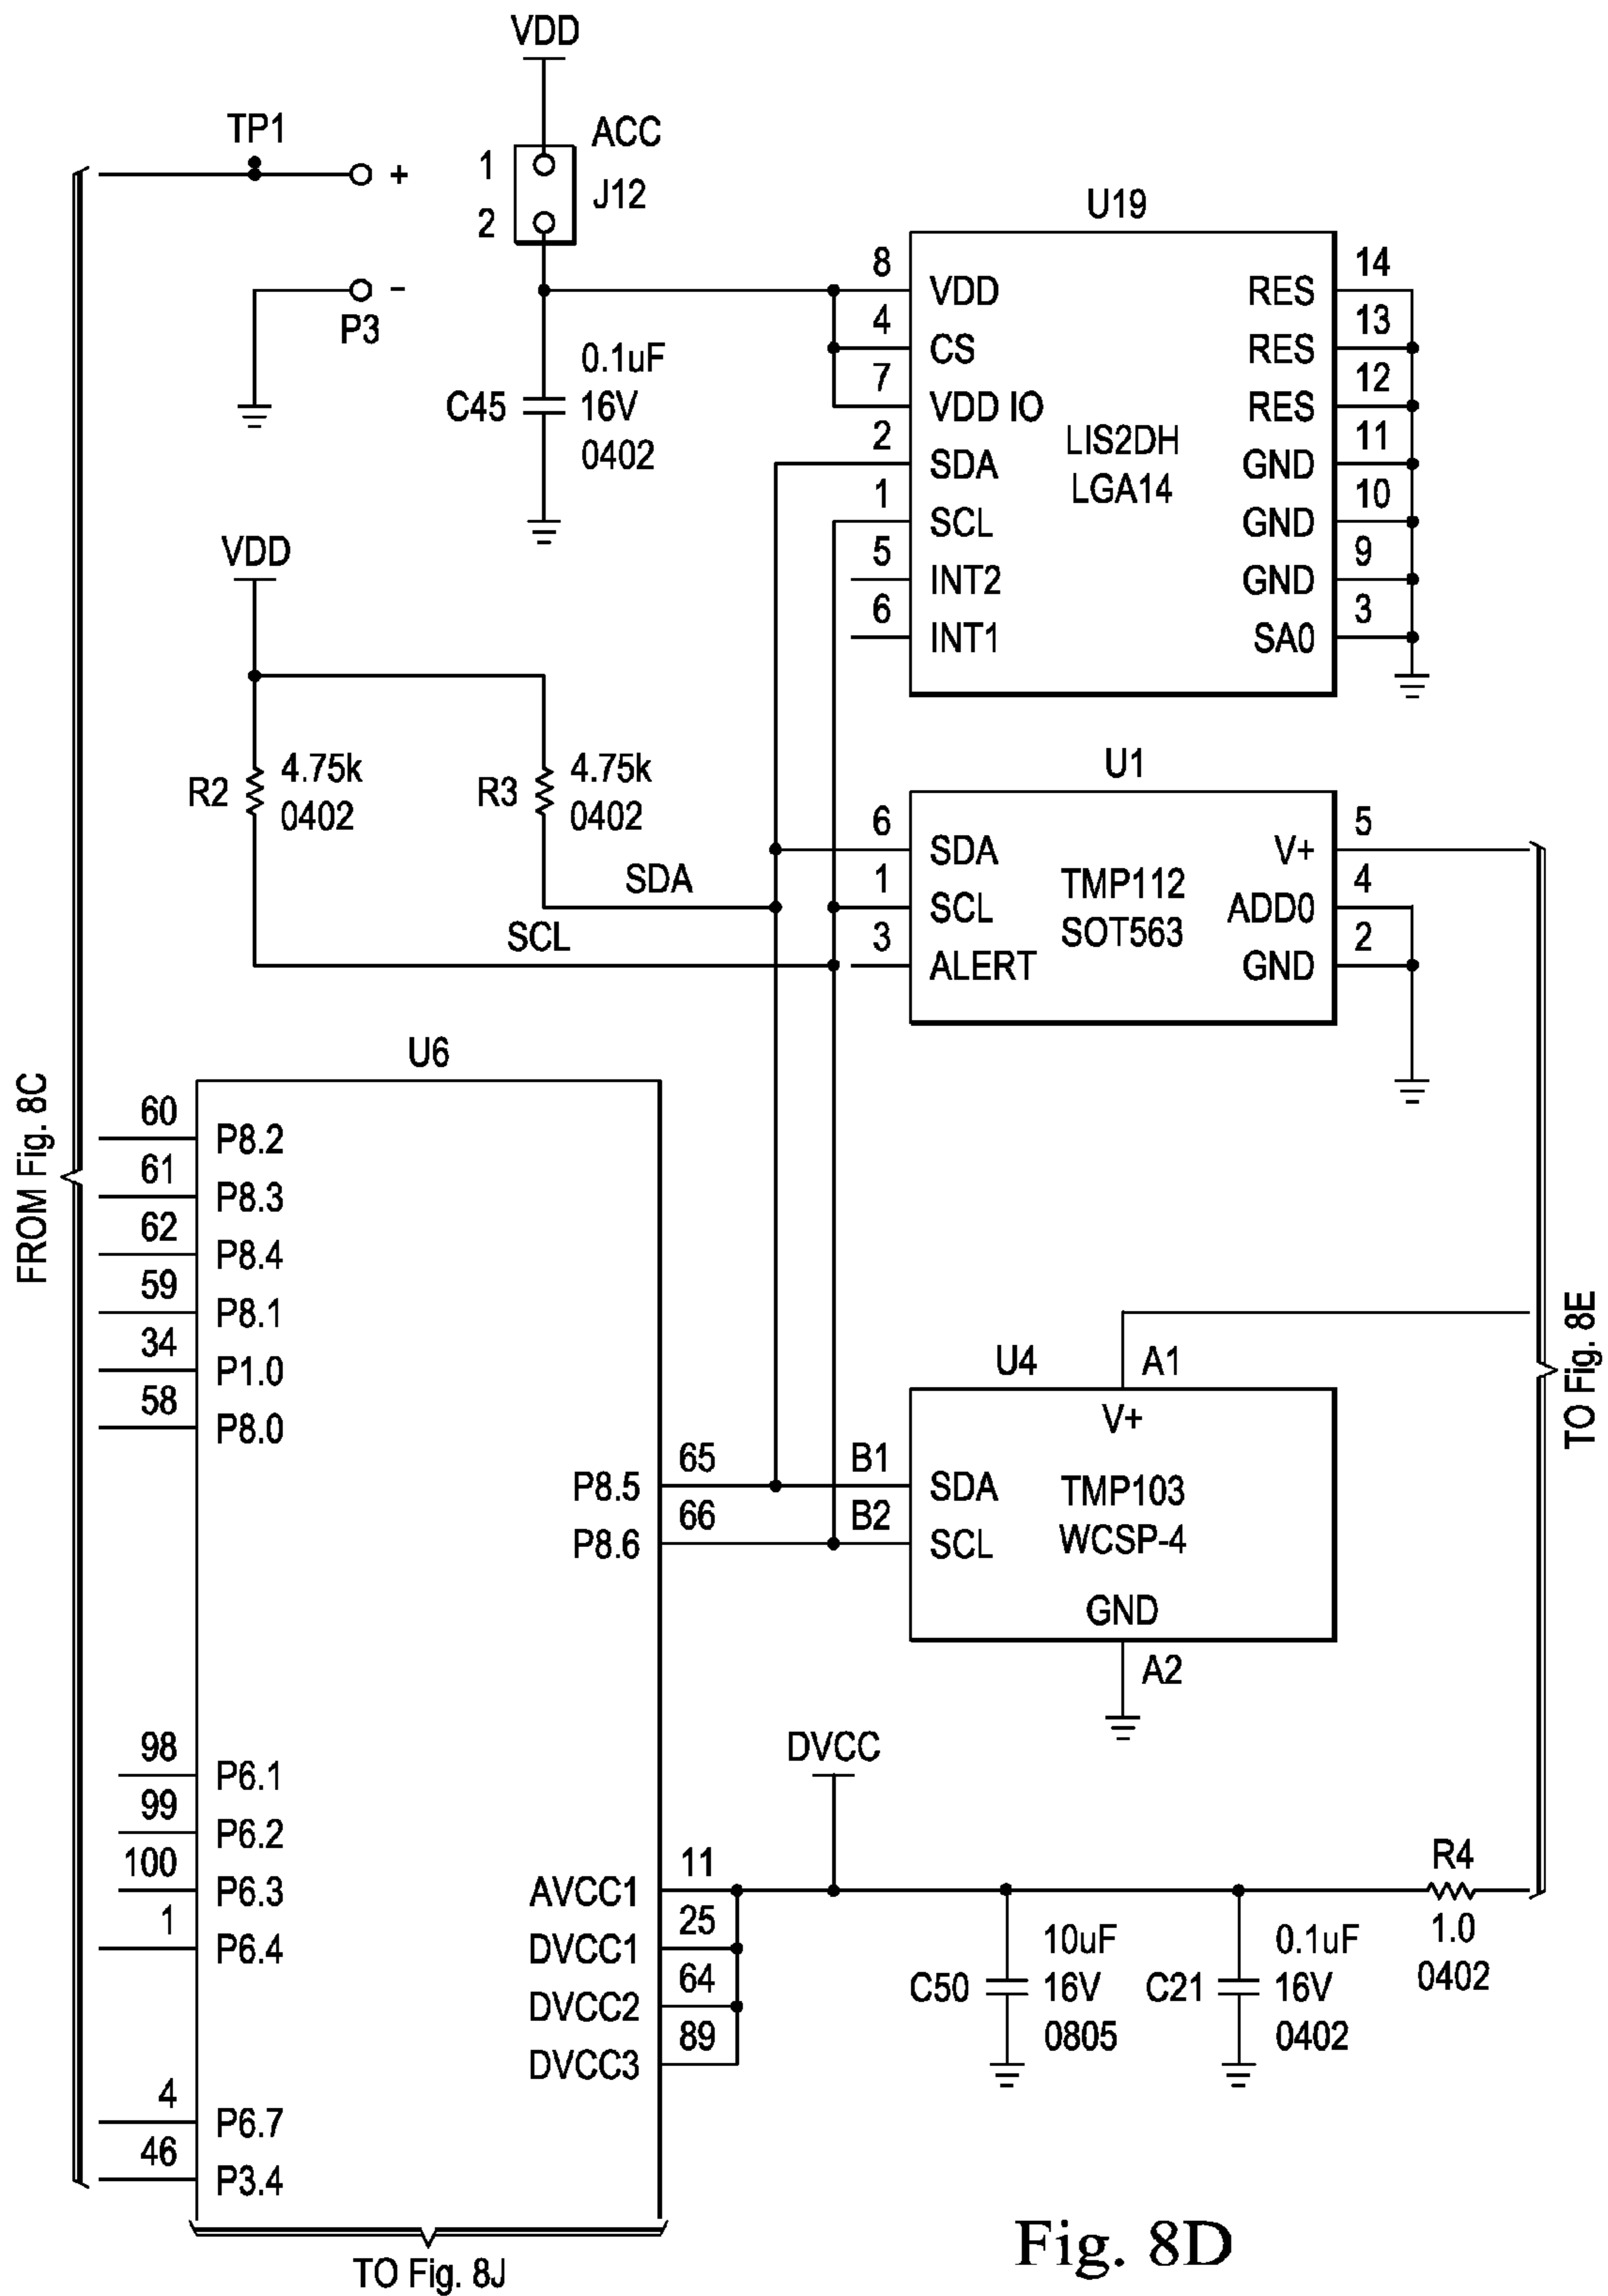 VDD
TP1
+
-
P3
1
2
ACC
J12
0.1uF
C45
16V
0402
U19
8
VDD
4
CS
7
VDD IO
2
SDA
1
SCL
5
INT2
6
INT1
LIS2DH
LGA14
14
RES
13
RES
12
RES
11
GND
10
GND
9
GND
3
SA0
VDD
R2
4.75k
0402
R3
4.75k
0402
SDA
SCL
U1
6
SDA
1
SCL
3
ALERT
TMP112
SOT563
5
V+
4
ADD0
2
GND
FROM Fig. 8C
U6
60
P8.2
61
P8.3
62
P8.4
59
P8.1
34
P1.0
58
P8.0
65
P8.5
66
P8.6
98
P6.1
99
P6.2
100
P6.3
1
P6.4
4
P6.7
46
P3.4
11
AVCC1
25
DVCC1
64
DVCC2
89
DVCC3
U4
A1
V+
B1
SDA
B2
SCL
TMP103
WCSP-4
GND
A2
TO Fig. 8E
DVCC
10uF
C50
16V
0805
0.1uF
C21
16V
0402
R4
1.0
0402
TO Fig. 8J
Fig. 8D